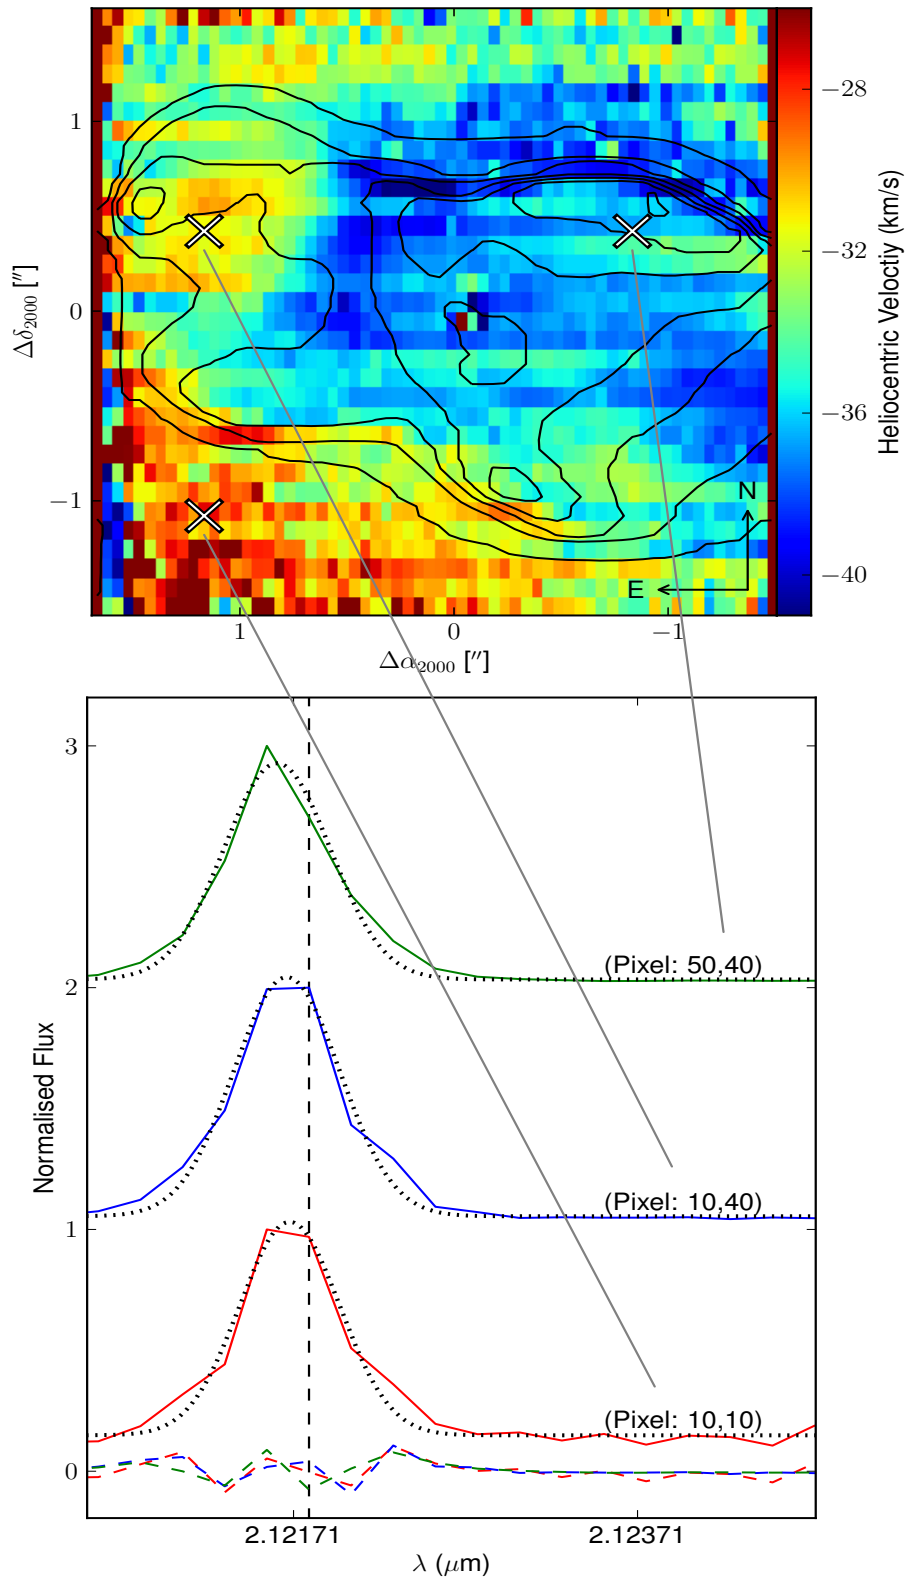 1
0
−1
Δδ2000 [″]
N
E
1
0
−1
Δα2000 [″]
−28
−32
−36
−40
Heliocentric Veloctiy (km/s)
3
2
1
0
Normalised Flux
(Pixel: 50,40)
(Pixel: 10,40)
(Pixel: 10,10)
2.12171
2.12371
λ (μm)